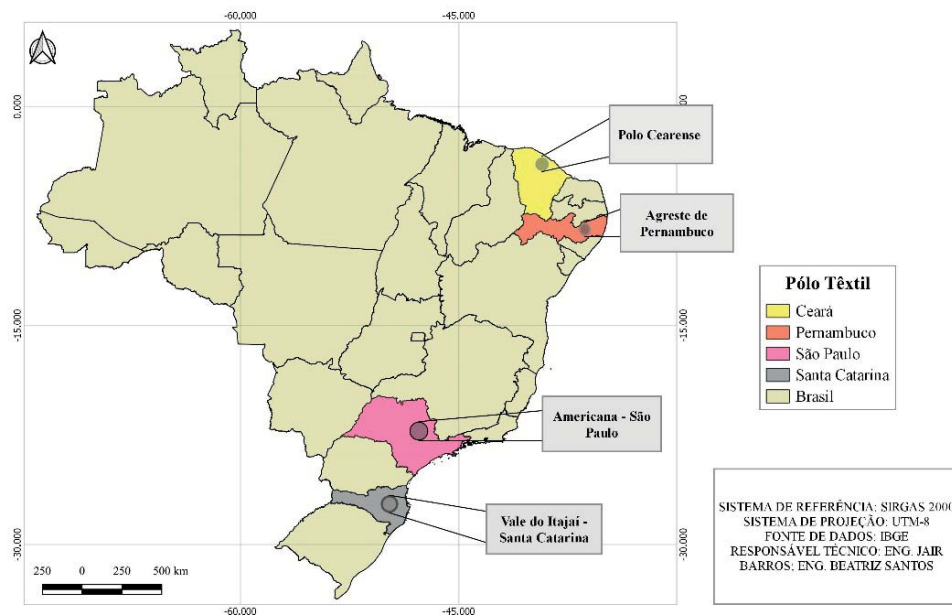 -60.000
-45.000
0.000
Polo Cearense
Agreste de
Pernambuco
Pólo Têxtil
Ceará
Pernambuco
São Paulo
Santa Catarina
Brasil
-15.000
-15.000
Americana - São
Paulo
Vale do Itajaí -
Santa Catarina
SISTEMA DE REFERÊNCIA: SIRGAS 2000
SISTEMA DE PROJEÇÃO: UTM-8
FONTE DE DADOS: IBGE
RESPONSÁVEL TÉCNICO: ENG. JAIR
BARROS; ENG. BEATRIZ SANTOS
-30.000
-30.000
250 0 250 500 km
-60.000
-45.000